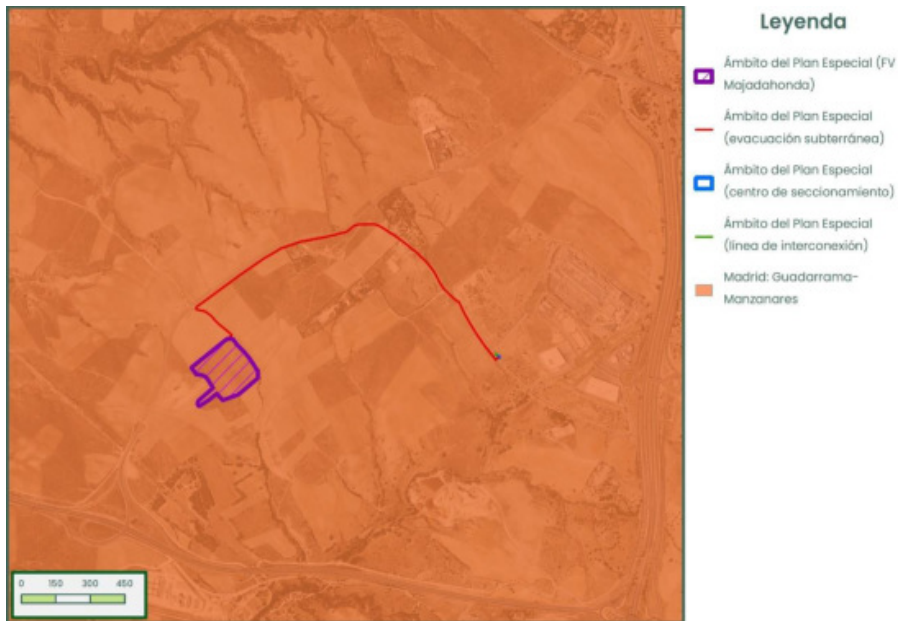 Leyenda
Ámbito del Plan Especial (FV
Majadahonda)
Ámbito del Plan Especial
(evacuación subterránea)
Ámbito del Plan Especial
(centro de seccionamiento)
Ámbito del Plan Especial
(línea de interconexión)
Madrid: Guadarrama-
Manzanares
0 150 300 450